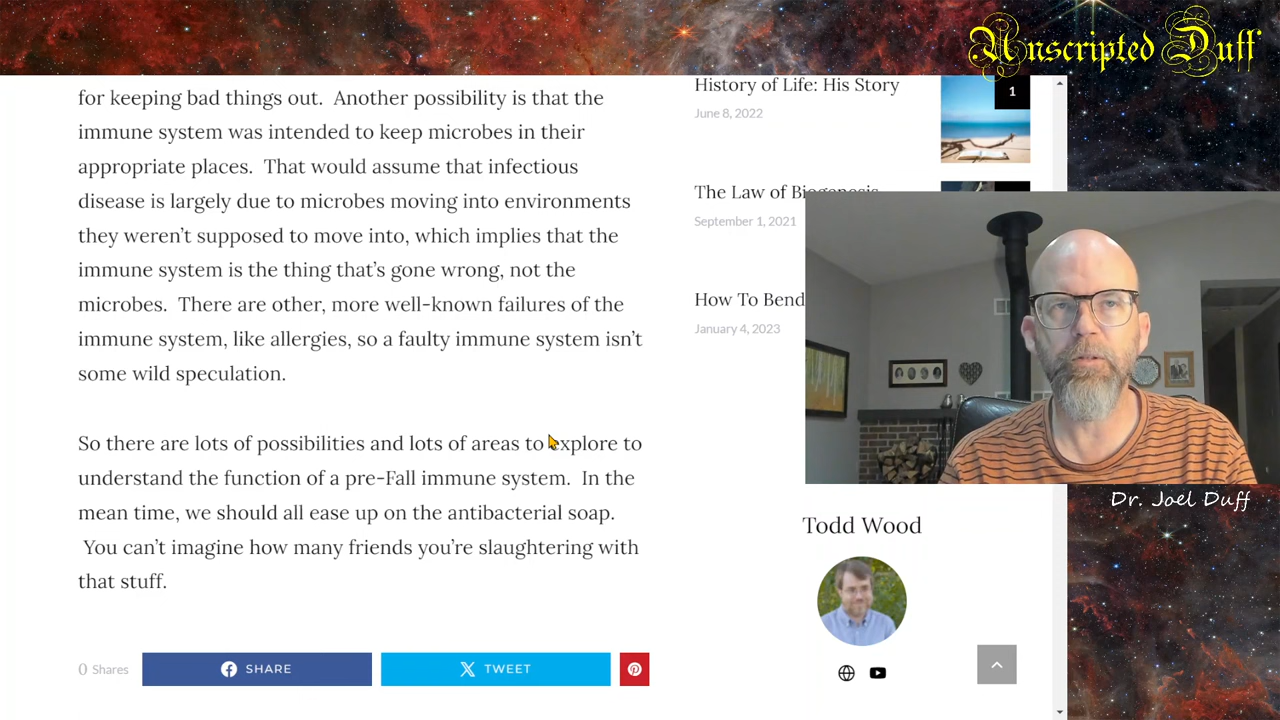 Unscripted Duff
for keeping bad things out.  Another possibility is that the
immune system was intended to keep microbes in their
appropriate places.  That would assume that infectious
disease is largely due to microbes moving into environments
they weren't supposed to move into, which implies that the
immune system is the thing that's gone wrong, not the
microbes.  There are other, more well-known failures of the
immune system, like allergies, so a faulty immune system isn't
some wild speculation.
So there are lots of possibilities and lots of areas to explore to
understand the function of a pre-Fall immune system.  In the
mean time, we should all ease up on the antibacterial soap.
You can't imagine how many friends you're slaughtering with
that stuff.
0 Shares
SHARE
TWEET
History of Life: His Story
June 8, 2022
1
The Law of Biogenesis
September 1, 2021
How To Bend
January 4, 2023
Dr. Joel Duff
Todd Wood